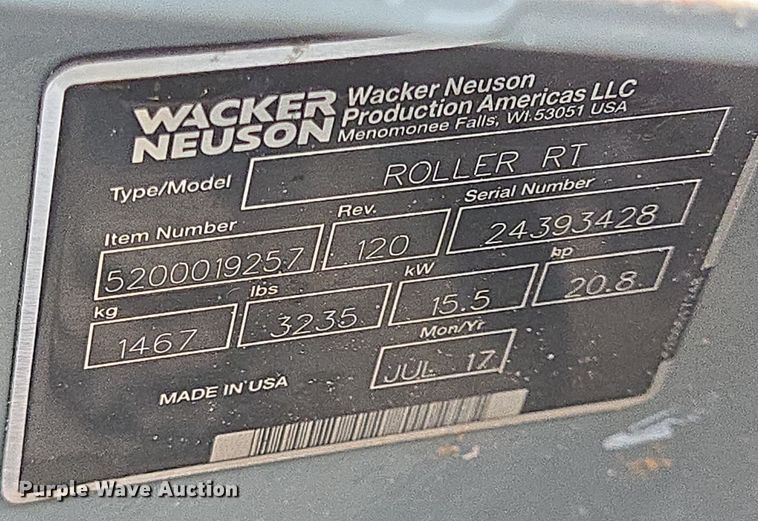 WACKER NEUSON
Wacker Neuson
Production Americas LLC
Menomonee Falls, WI.53051 USA
Type/Model ROLLER RT
Item Number Rev. Serial Number
5200019257 120 24393428
kg lbs kW hp
1467 3235 15.5 20.8
Mon/Yr
JUL 17
MADE IN USA
Purple Wave Auction